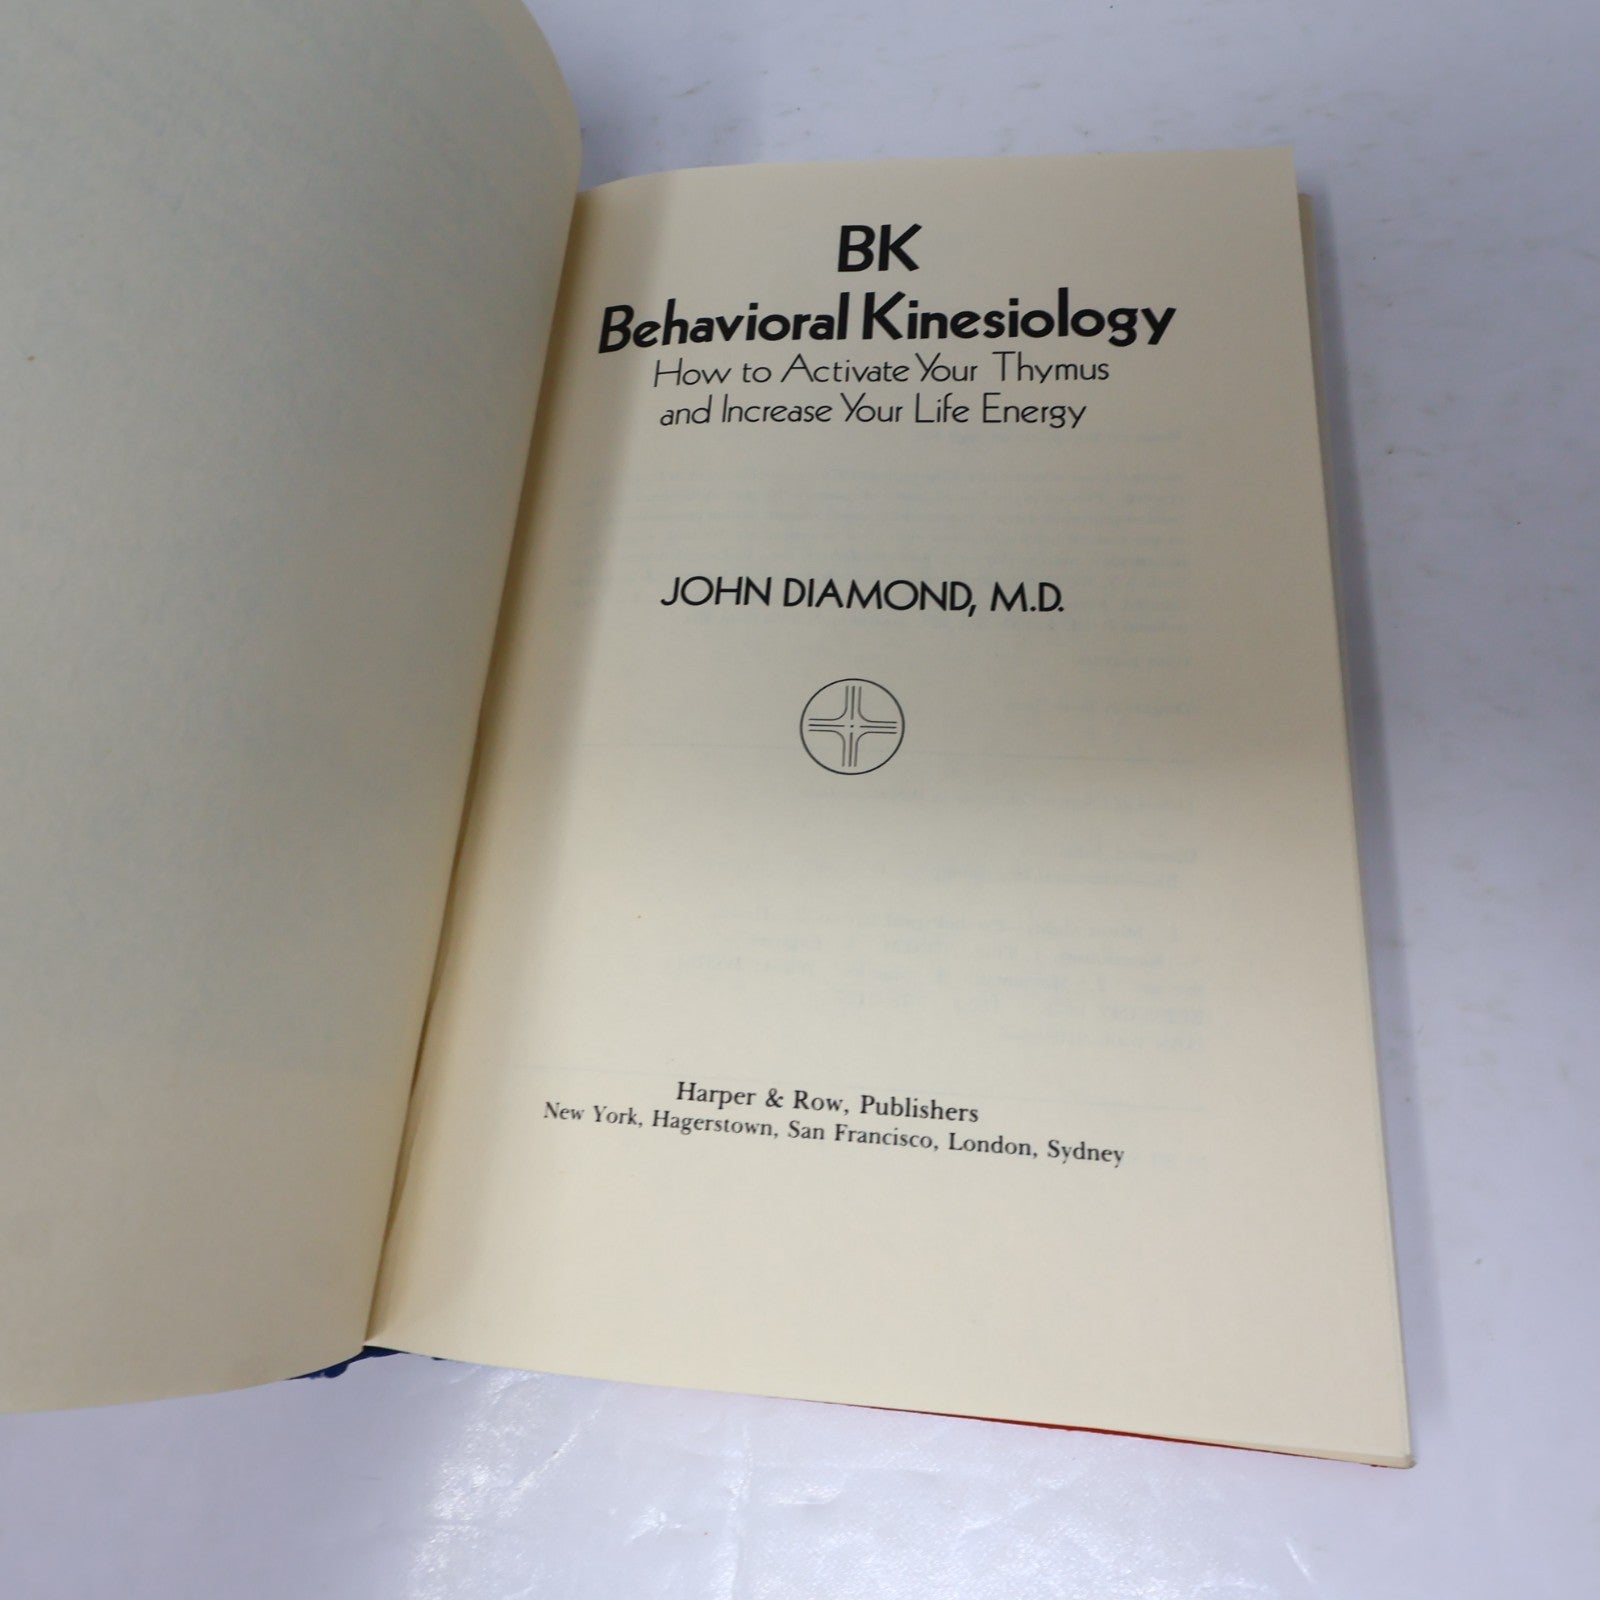 BK
Behavioral Kinesiology
How to Activate Your Thymus
and Increase Your Life Energy
JOHN DIAMOND, M.D.
Harper & Row, Publishers
New York, Hagerstown, San Francisco, London, Sydney